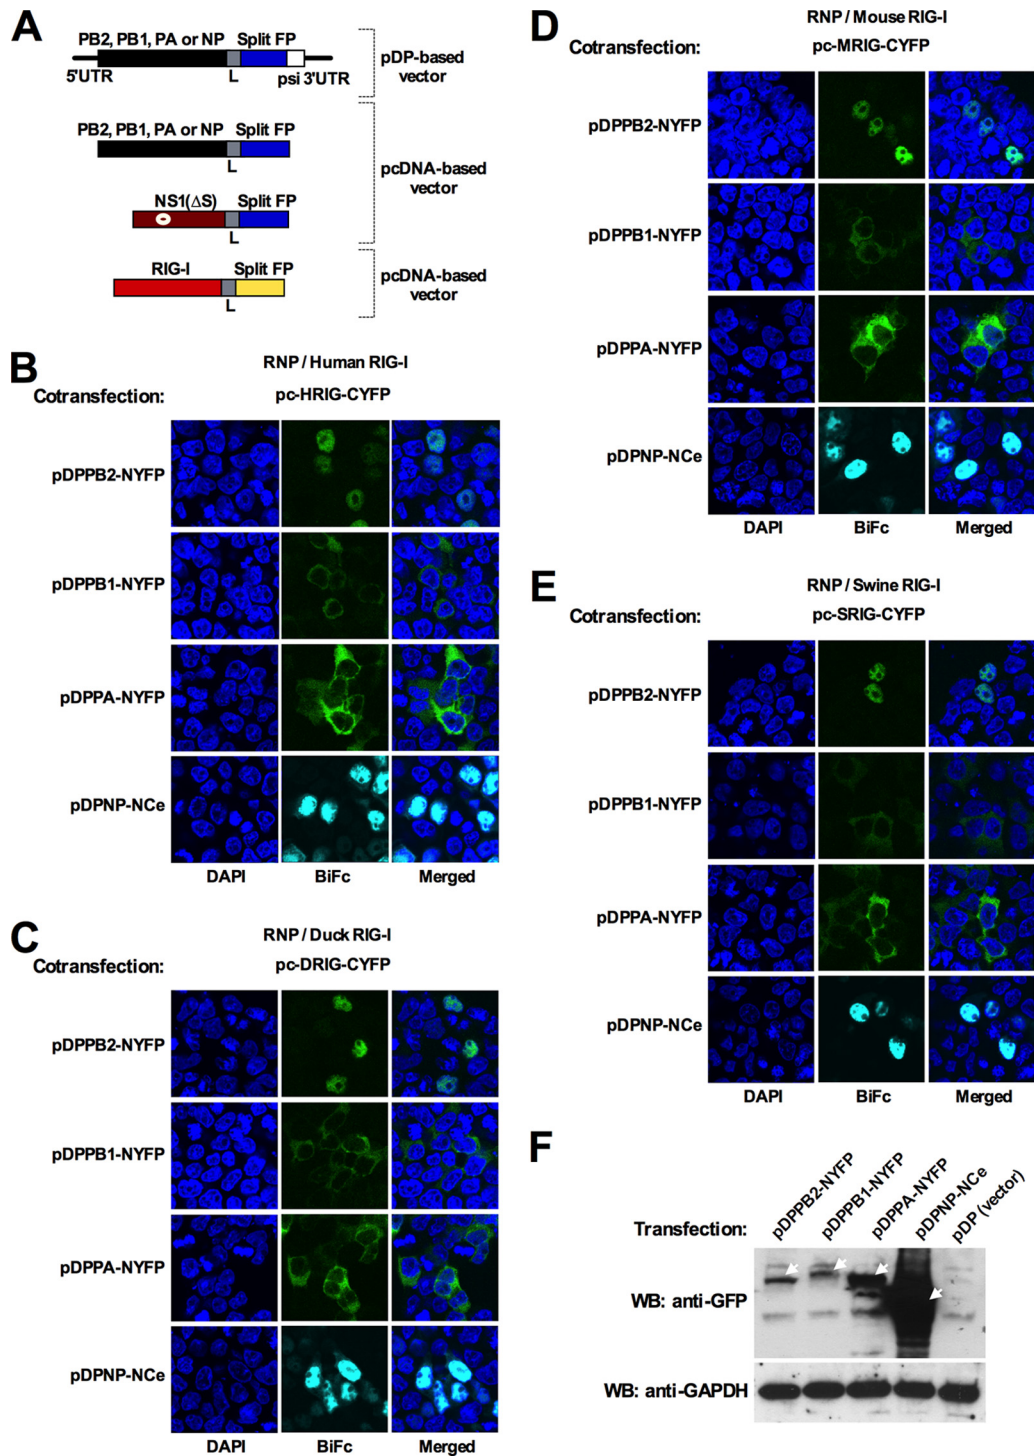 A
PB2, PB1, PA or NP Split FP
5'UTR L psi 3'UTR
pDP-based
vector
PB2, PB1, PA or NP Split FP
L
NS1(ΔS) Split FP
L
pcDNA-based
vector
RIG-I Split FP
L
pcDNA-based
vector
B
RNP / Human RIG-I
Cotransfection: pc-HRIG-CYFP
pDPPB2-NYFP
pDPPB1-NYFP
pDPPA-NYFP
pDPNP-NCe
DAPI BiFc Merged
C
RNP / Duck RIG-I
Cotransfection: pc-DRIG-CYFP
pDPPB2-NYFP
pDPPB1-NYFP
pDPPA-NYFP
pDPNP-NCe
DAPI BiFc Merged
D
RNP / Mouse RIG-I
Cotransfection: pc-MRIG-CYFP
pDPPB2-NYFP
pDPPB1-NYFP
pDPPA-NYFP
pDPNP-NCe
DAPI BiFc Merged
E
RNP / Swine RIG-I
Cotransfection: pc-SRIG-CYFP
pDPPB2-NYFP
pDPPB1-NYFP
pDPPA-NYFP
pDPNP-NCe
DAPI BiFc Merged
F
Transfection: pDPPB2-NYFP pDPPB1-NYFP pDPPA-NYFP pDPNP-NCe pDP (vector)
WB: anti-GFP
WB: anti-GAPDH